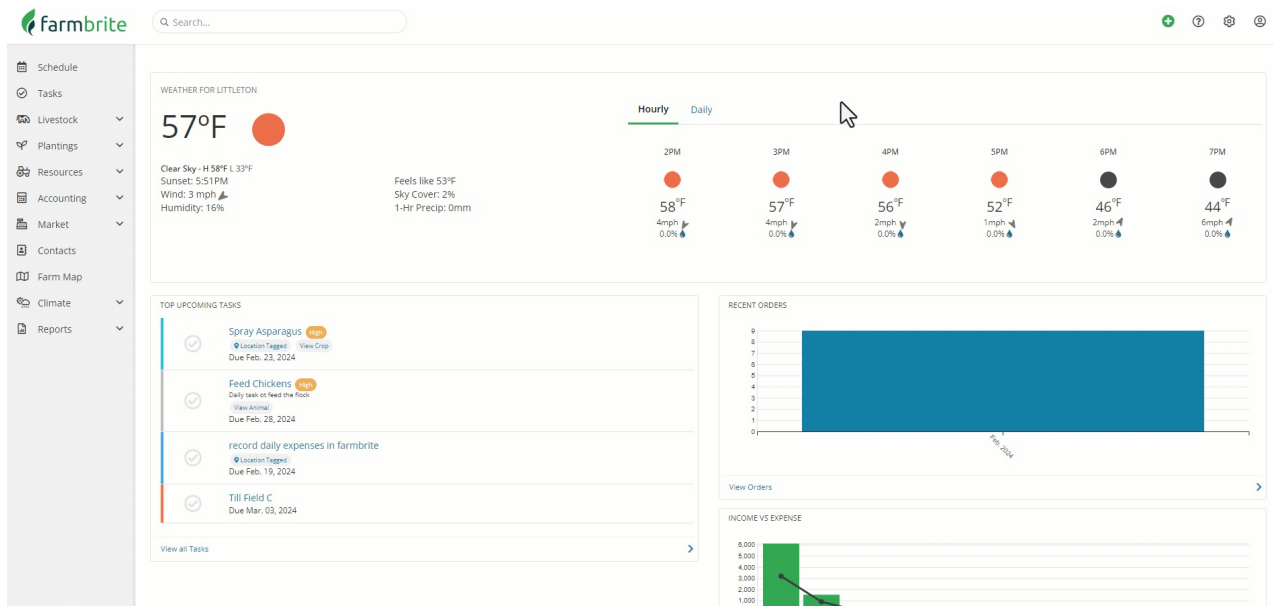 farmbrite
Search...
Schedule
Tasks
Livestock
Plantings
Resources
Accounting
Market
Contacts
Farm Map
Climate
Reports
WEATHER FOR LITTLETON
57°F
Clear Sky - H 58°F L 33°F
Sunset: 5:51PM
Wind: 3 mph
Humidity: 16%
Feels like 53°F
Sky Cover: 2%
1-Hr Precip: 0mm
Hourly Daily
2PM 3PM 4PM 5PM 6PM 7PM
58°F 57°F 56°F 52°F 46°F 44°F
4mph 4mph 2mph 1mph 2mph 6mph
0.0% 0.0% 0.0% 0.0% 0.0% 0.0%
TOP UPCOMING TASKS
Spray Asparagus High
Location Tagged View Crop
Due Feb. 23, 2024
Feed Chickens High
Daily task ot feed the flock
View Animal
Due Feb. 28, 2024
record daily expenses in farmbrite
Location Tagged
Due Feb. 19, 2024
Till Field C
Due Mar. 03, 2024
View all Tasks
RECENT ORDERS
9
8
7
6
5
4
3
2
1
0
Feb, 2024
View Orders
INCOME VS EXPENSE
6,000
5,000
4,000
3,000
2,000
1,000